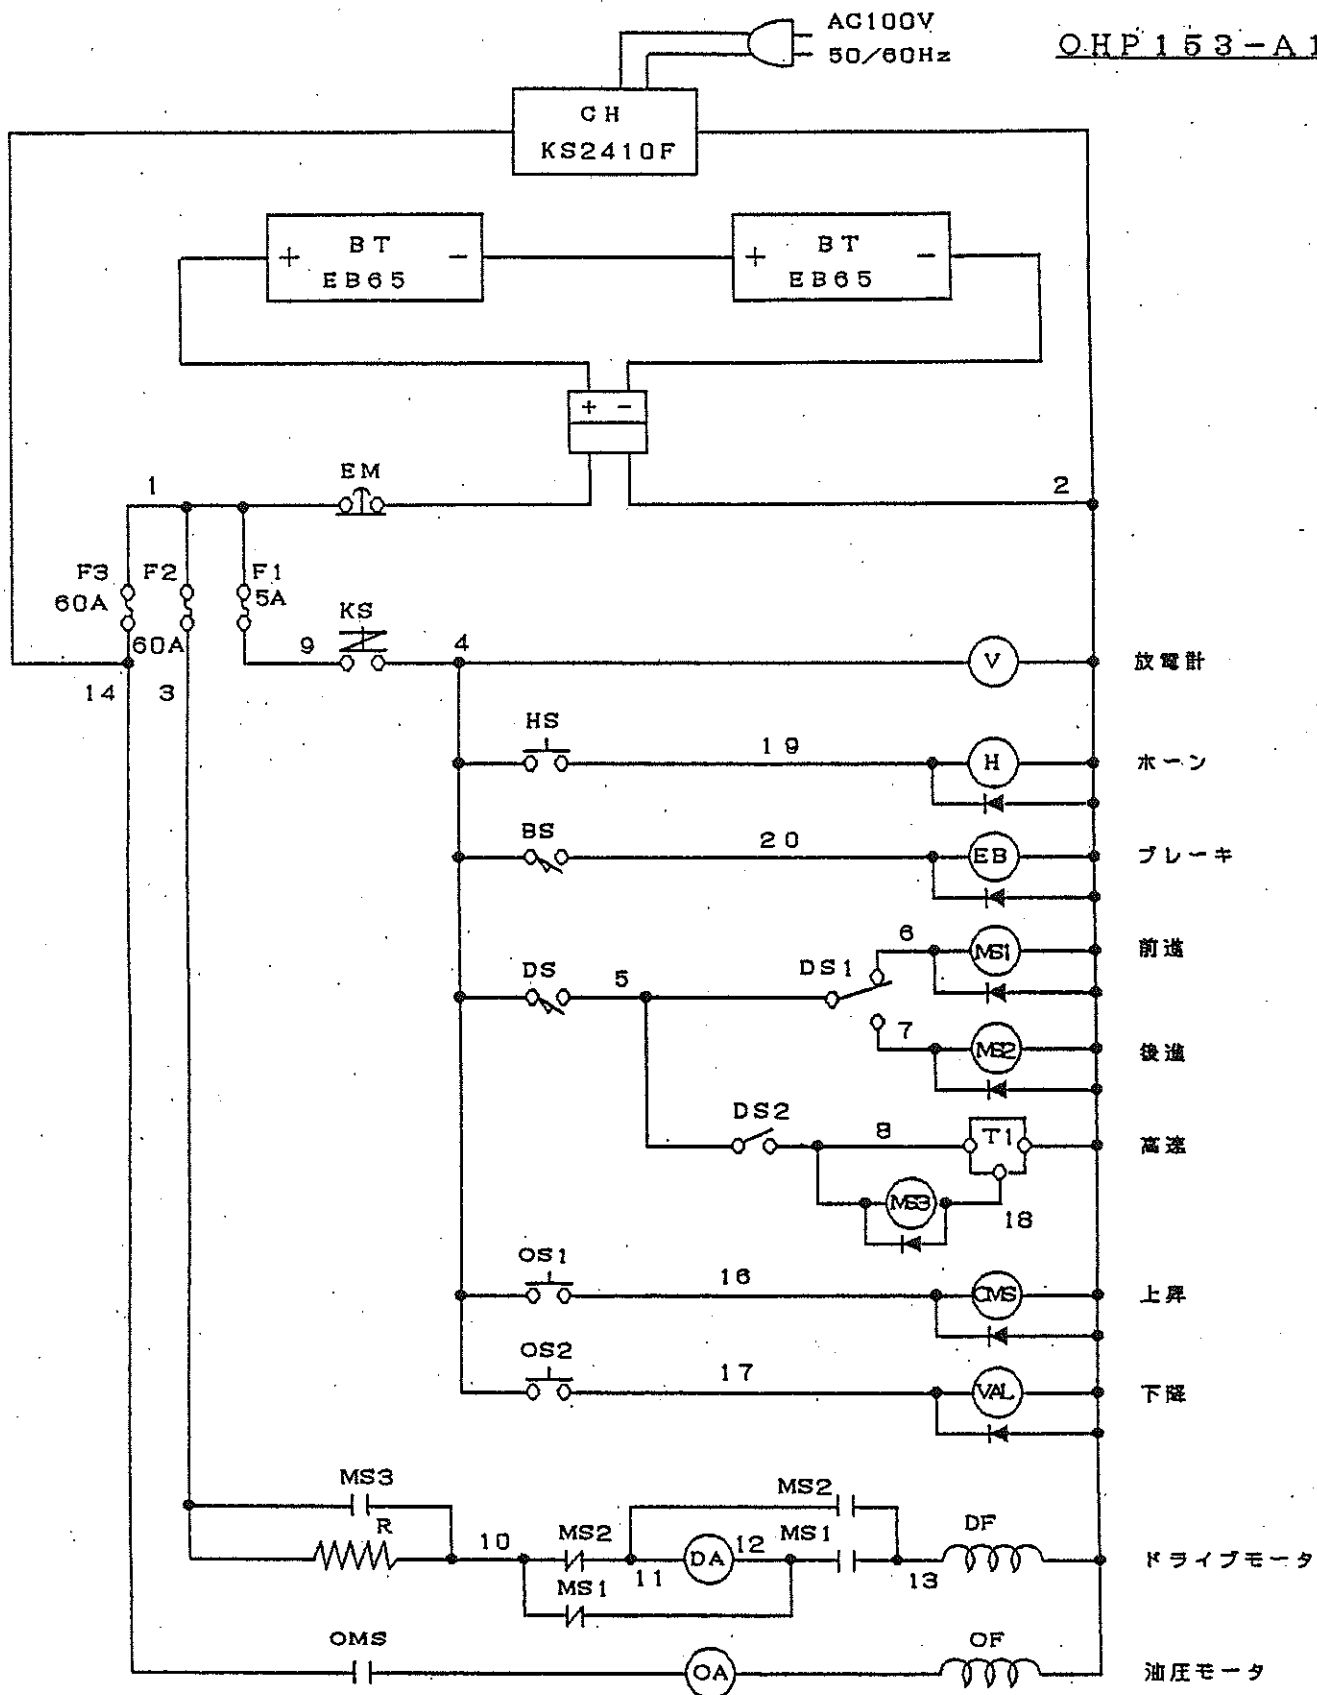 AC100V
50/60Hz
OHP153-A1
CH
KS2410F
+ BT -
EB65
+ BT -
EB65
+ -
1
EM
2
F3
60A
F2
60A
F1
5A
9
KS
4
V
放電計
14
3
HS
19
H
ホーン
BS
20
EB
ブレーキ
DS
5
DS1
6
MS1
前進
7
MS2
後進
DS2
8
T1
高速
MS3
18
OS1
16
CMS
上昇
OS2
17
VAL
下降
MS3
R
10
MS2
11
DA
12
MS2
MS1
MS1
13
DF
ドライブモータ
OMS
OA
OF
油圧モータ